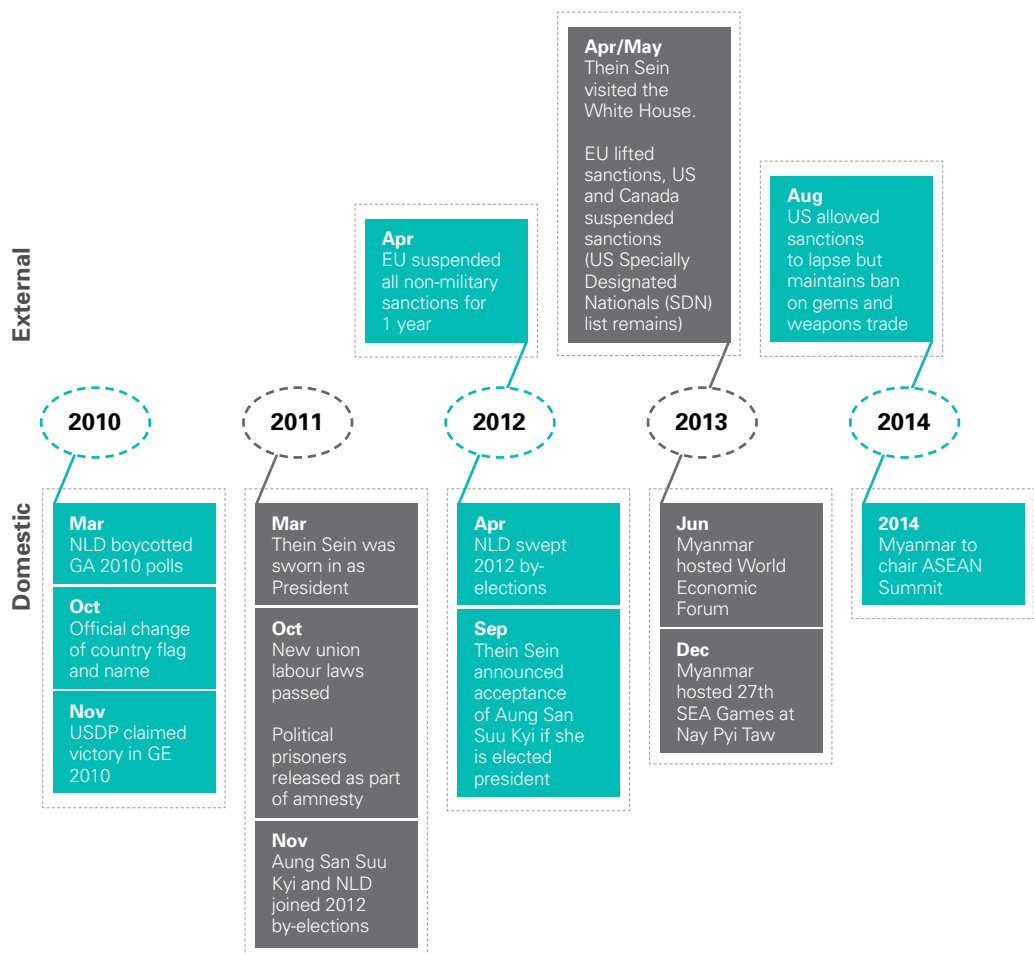 External
Apr
EU suspended
all non-military
sanctions for
1 year
Apr/May
Thein Sein
visited the
White House.
EU lifted
sanctions, US
and Canada
suspended
sanctions
(US Specially
Designated
Nationals (SDN)
list remains)
Aug
US allowed
sanctions
to lapse but
maintains ban
on gems and
weapons trade
2010
2011
2012
2013
2014
Domestic
Mar
NLD boycotted
GA 2010 polls
Oct
Official change
of country flag
and name
Nov
USDP claimed
victory in GE
2010
Mar
Thein Sein was
sworn in as
President
Oct
New union
labour laws
passed
Political
prisoners
released as part
of amnesty
Nov
Aung San Suu
Kyi and NLD
joined 2012
by-elections
Apr
NLD swept
2012 by-
elections
Sep
Thein Sein
announced
acceptance
of Aung San
Suu Kyi if she
is elected
president
Jun
Myanmar
hosted World
Economic
Forum
Dec
Myanmar
hosted 27th
SEA Games at
Nay Pyi Taw
2014
Myanmar to
chair ASEAN
Summit